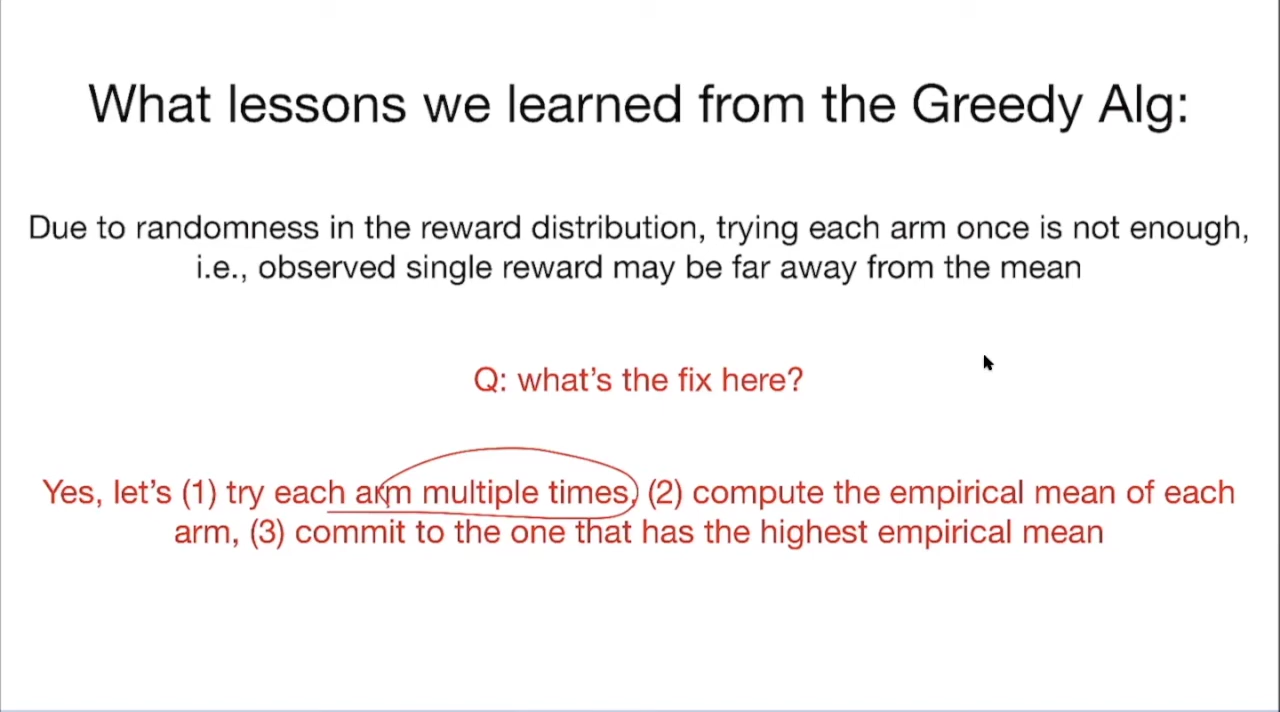 What lessons we learned from the Greedy Alg:
Due to randomness in the reward distribution, trying each arm once is not enough,
i.e., observed single reward may be far away from the mean
Q: what's the fix here?
Yes, let's (1) try each arm multiple times, (2) compute the empirical mean of each
arm, (3) commit to the one that has the highest empirical mean